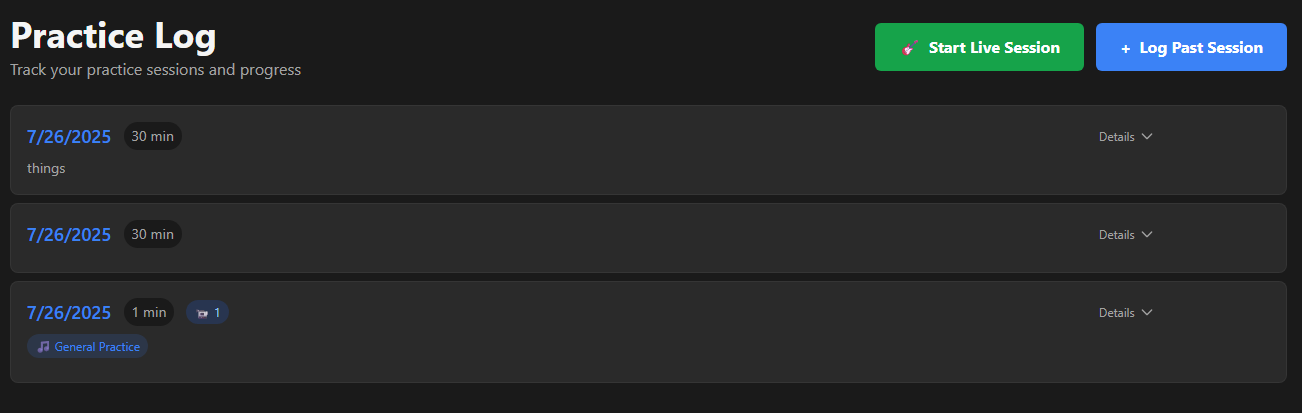 Practice Log
Track your practice sessions and progress
Start Live Session
+ Log Past Session
7/26/2025 30 min Details
things
7/26/2025 30 min Details
7/26/2025 1 min 1 Details
General Practice